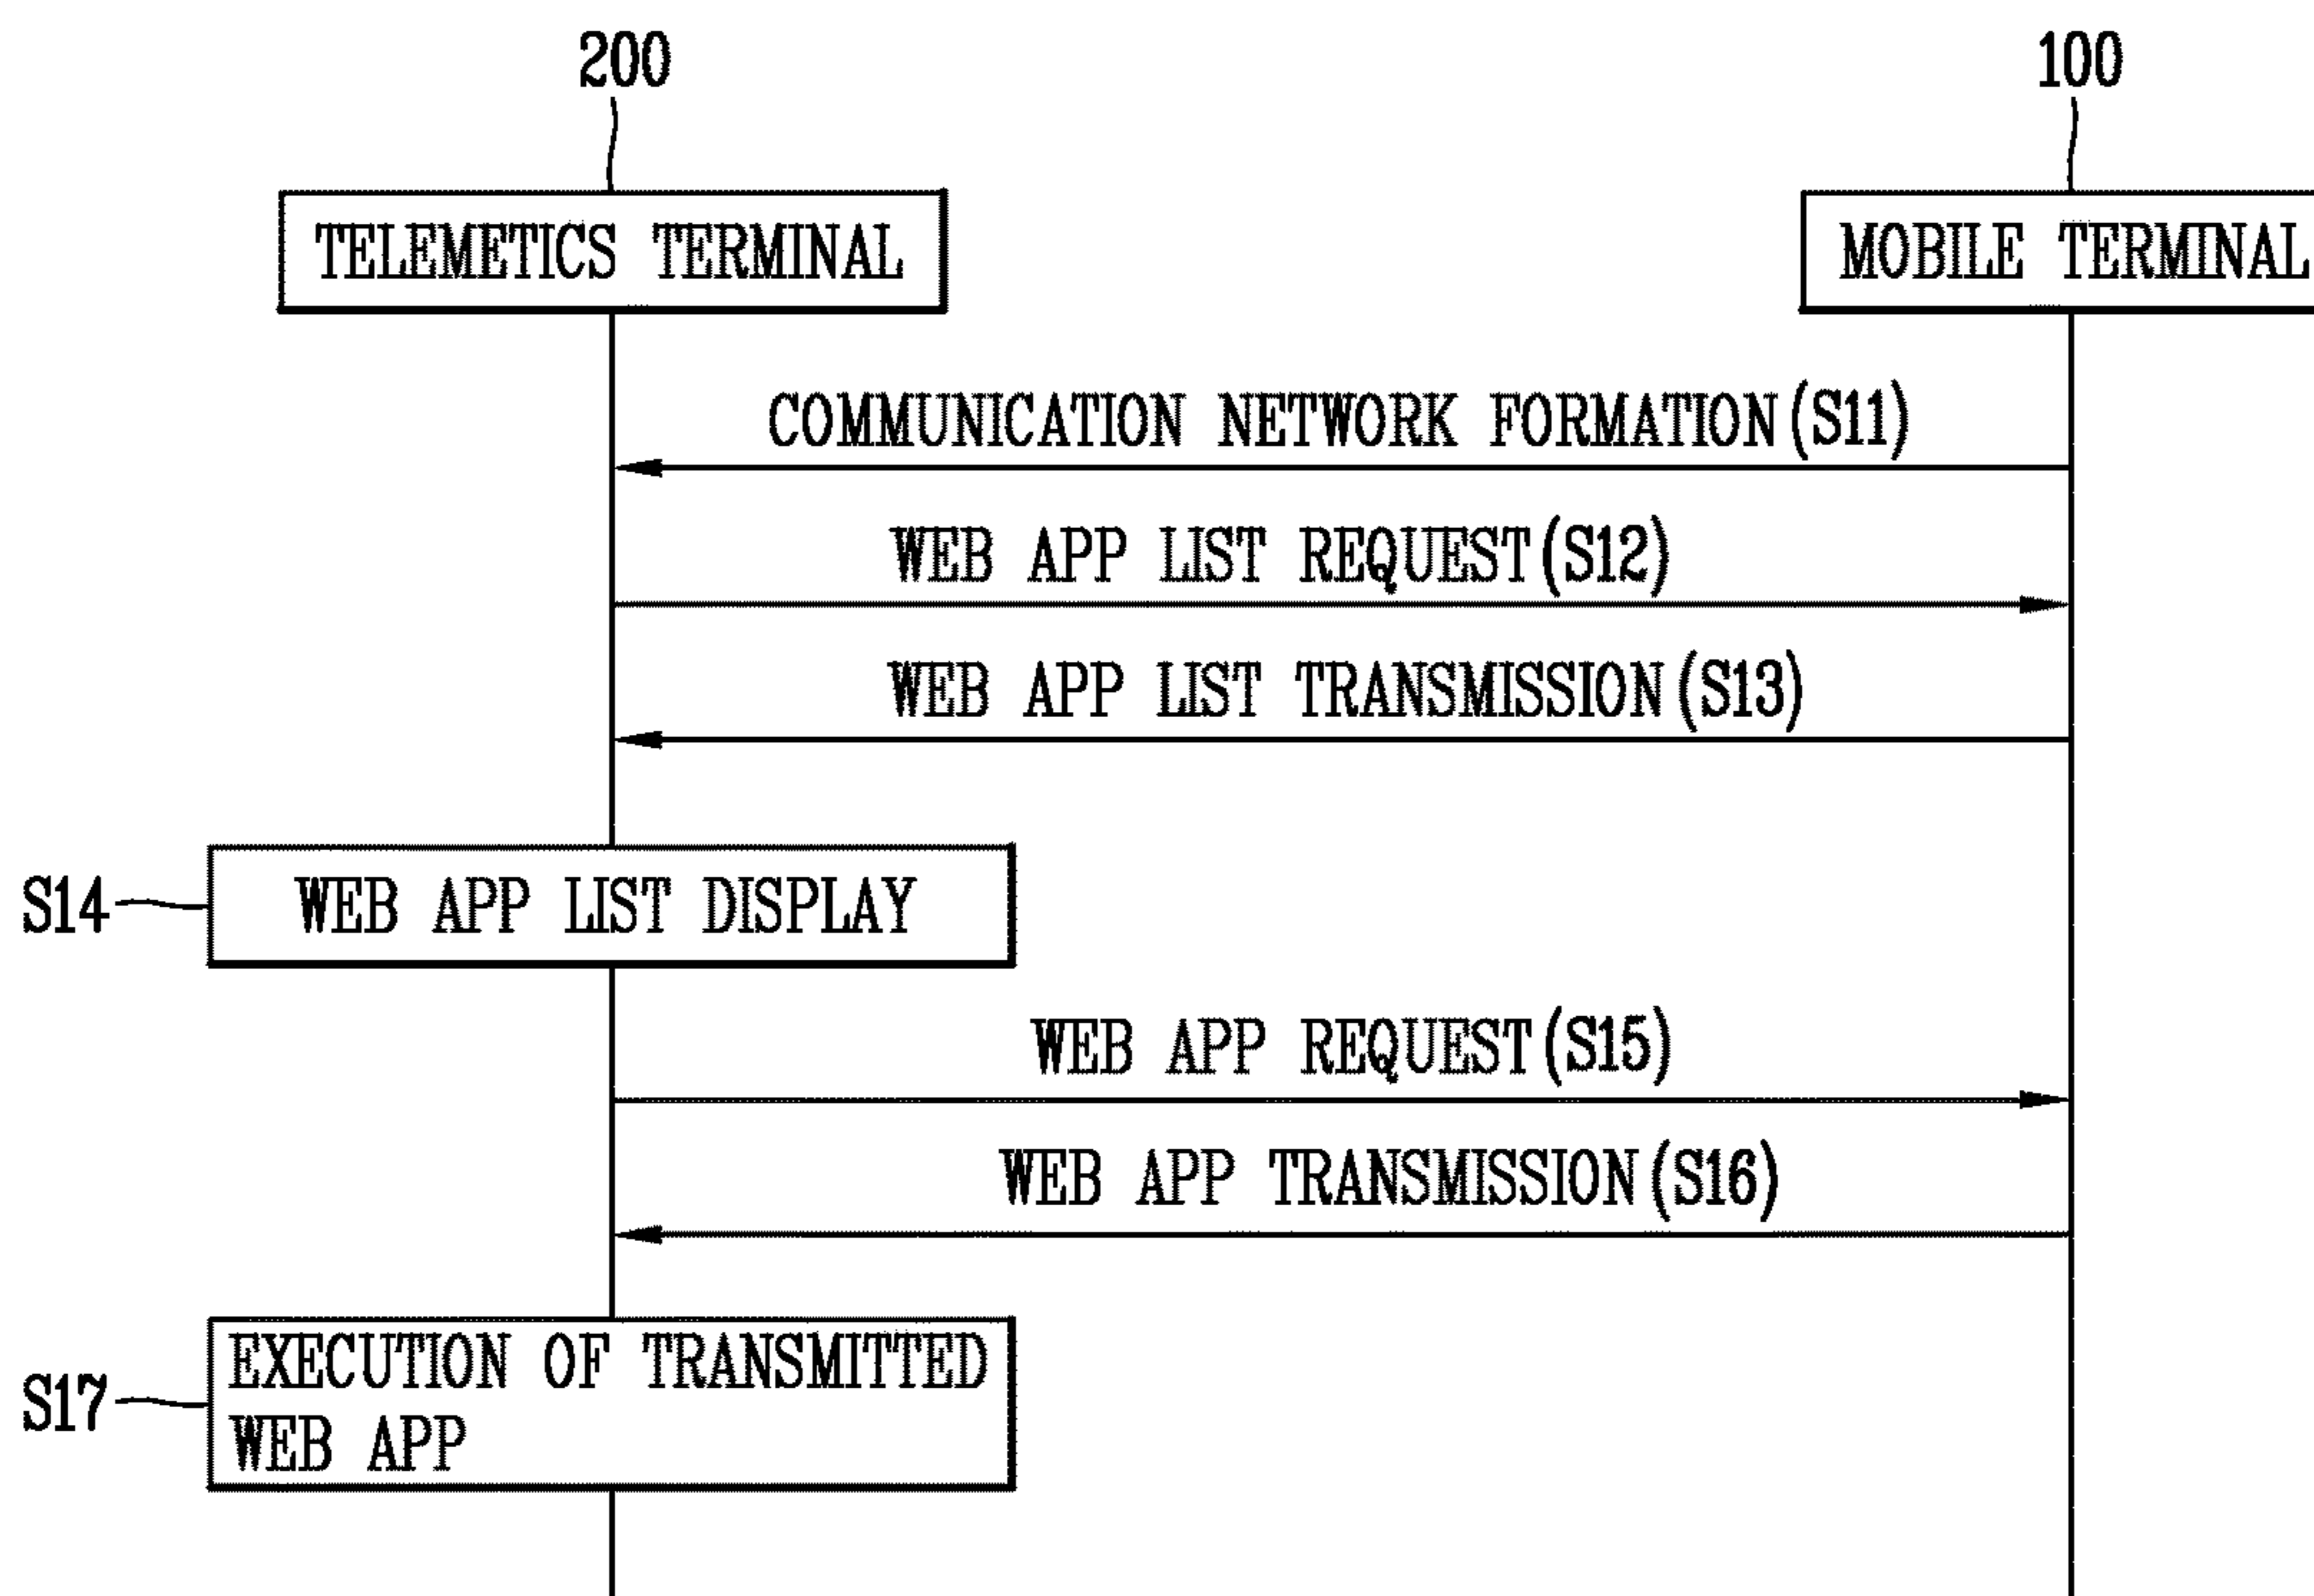 200
100
TELEMETICS TERMINAL
MOBILE TERMINAL
COMMUNICATION NETWORK FORMATION(S11)
WEB APP LIST REQUEST(S12)
WEB APP LIST TRANSMISSION(S13)
S14
WEB APP LIST DISPLAY
WEB APP REQUEST(S15)
WEB APP TRANSMISSION(S16)
S17
EXECUTION OF TRANSMITTED
WEB APP